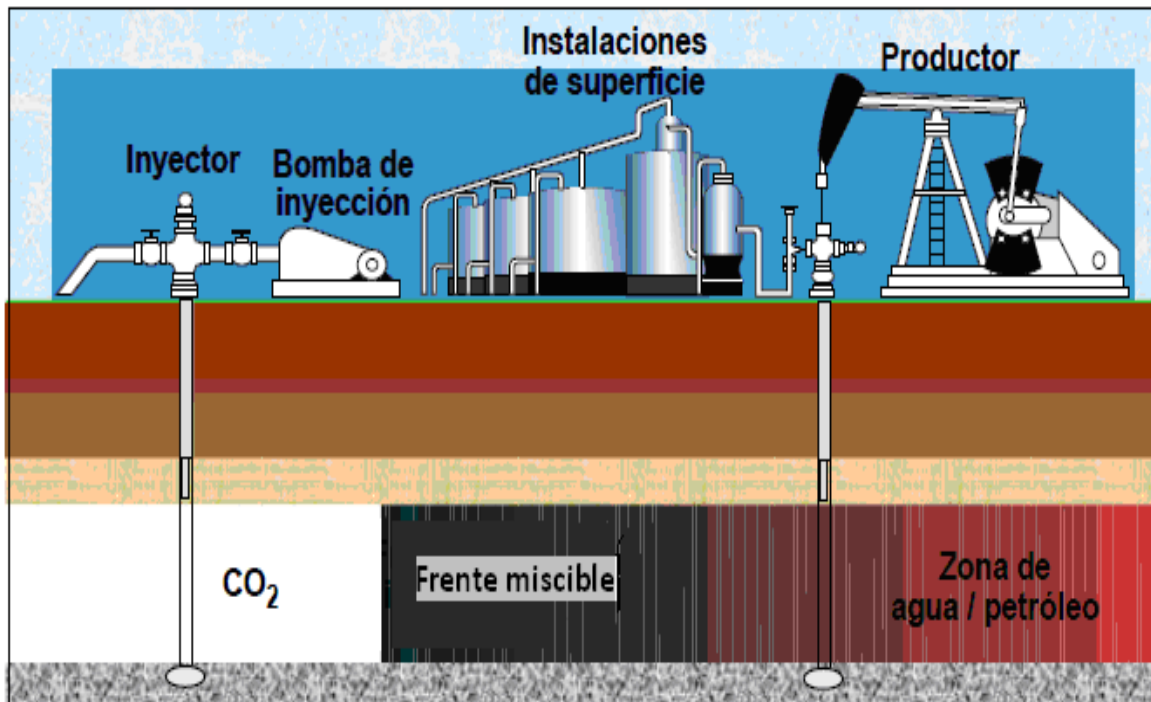 Instalaciones
de superficie
Productor
Inyector
Bomba de
inyección
CO₂
Frente miscible
Zona de
agua / petróleo